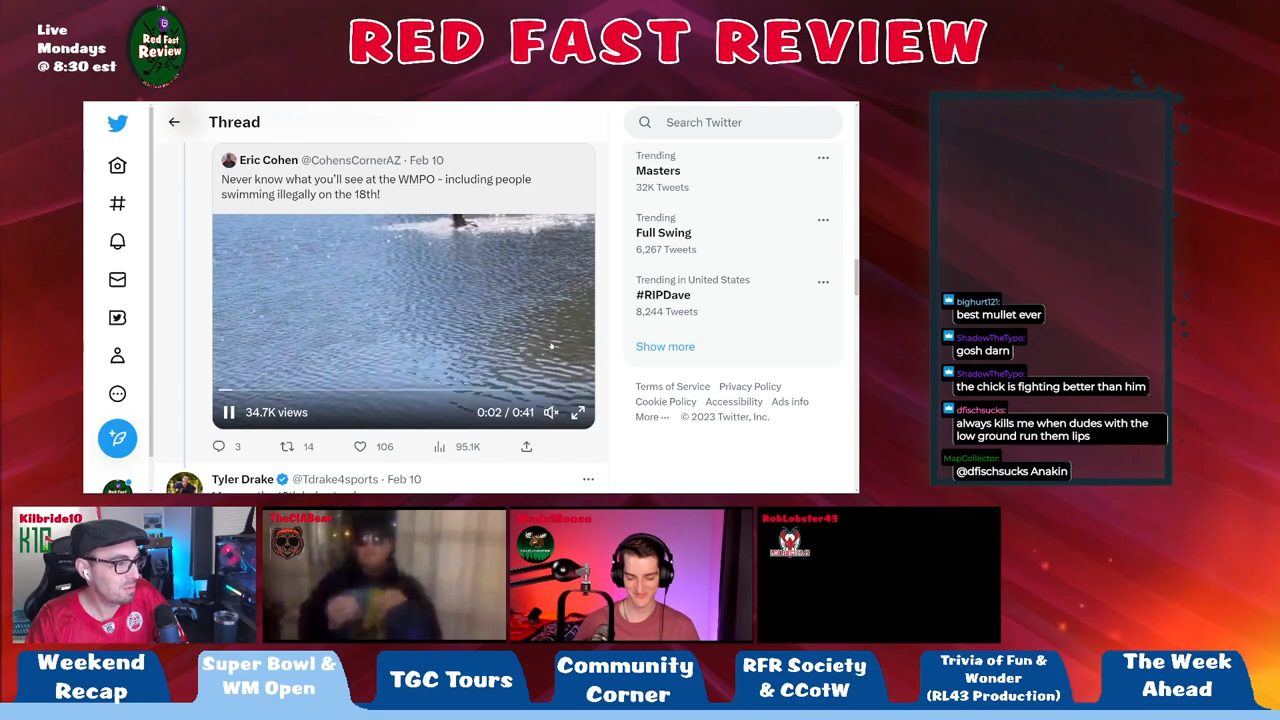 Live
Mondays
@ 8:30 est
Red Fast
Review
RED FAST REVIEW
Thread
Search Twitter
Eric Cohen @CohensCornerAZ · Feb 10
Never know what you'll see at the WMPO - including people
swimming illegally on the 18th!
34.7K views
0:02 / 0:41
3
14
106
95.1K
Tyler Drake @Tdrake4sports · Feb 10
Trending
Masters
32K Tweets
Trending
Full Swing
6,267 Tweets
Trending in United States
#RIPDave
8,244 Tweets
Show more
Terms of Service Privacy Policy
Cookie Policy Accessibility Ads info
More ··· © 2023 Twitter, Inc.
bighurt121:
best mullet ever
ShadowTheTypo:
gosh darn
ShadowTheTypo:
the chick is fighting better than him
dfischsucks:
always kills me when dudes with the
low ground run them lips
MapCollector:
@dfischsucks Anakin
Kilbride10
K10
TheCIABear
RobLobster43
Weekend
Recap
Super Bowl &
WM Open
TGC Tours
Community
Corner
RFR Society
& CCotW
Trivia of Fun &
Wonder
(RL43 Production)
The Week
Ahead